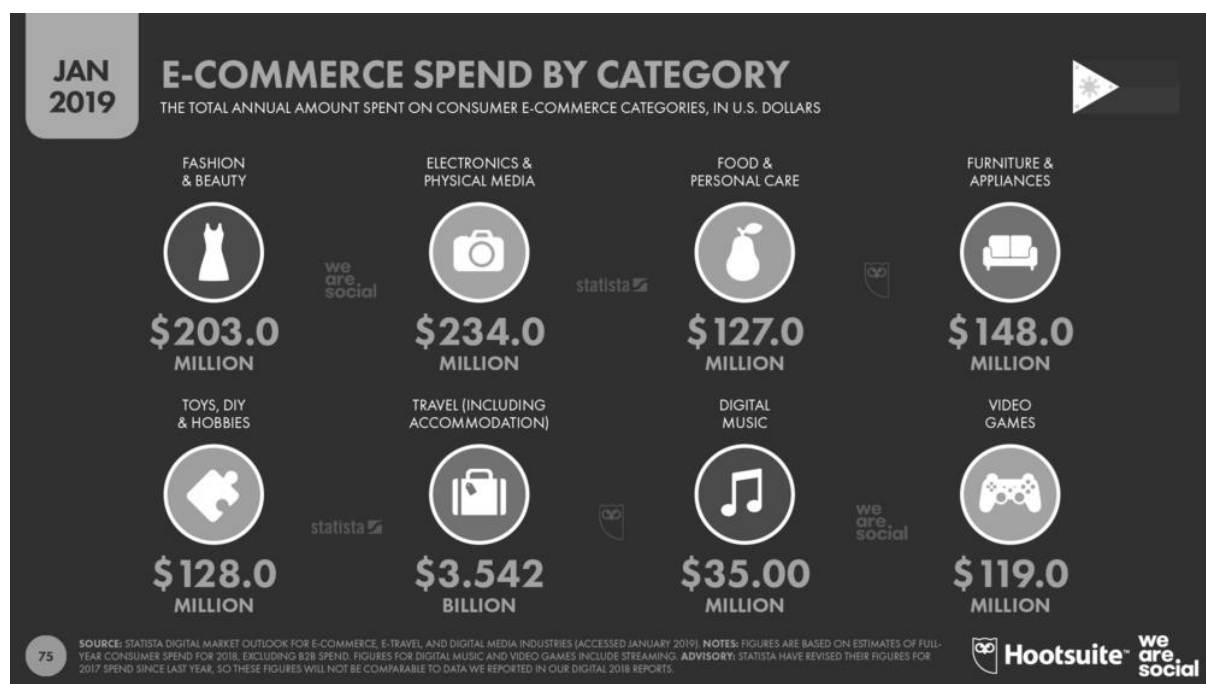 JAN
2019
E-COMMERCE SPEND BY CATEGORY
THE TOTAL ANNUAL AMOUNT SPENT ON CONSUMER E-COMMERCE CATEGORIES, IN U.S. DOLLARS
FASHION
& BEAUTY
ELECTRONICS &
PHYSICAL MEDIA
FOOD &
PERSONAL CARE
FURNITURE &
APPLIANCES
we
are
social
statista
$203.0
MILLION
$234.0
MILLION
$127.0
MILLION
$148.0
MILLION
TOYS, DIY
& HOBBIES
TRAVEL (INCLUDING
ACCOMMODATION)
DIGITAL
MUSIC
VIDEO
GAMES
statista
we
are
social
$128.0
MILLION
$3.542
BILLION
$35.00
MILLION
$119.0
MILLION
75
SOURCE: STATISTA DIGITAL MARKET OUTLOOK FOR E-COMMERCE, E-TRAVEL, AND DIGITAL MEDIA INDUSTRIES (ACCESSED JANUARY 2019). NOTES: FIGURES ARE BASED ON ESTIMATES OF FULL-
YEAR CONSUMER SPEND FOR 2018, EXCLUDING B2B SPEND. FIGURES FOR DIGITAL MUSIC AND VIDEO GAMES INCLUDE STREAMING. ADVISORY: STATISTA HAVE REVISED THEIR FIGURES FOR
2017 SPEND SINCE LAST YEAR, SO THESE FIGURES WILL NOT BE COMPARABLE TO DATA WE REPORTED IN OUR DIGITAL 2018 REPORTS.
Hootsuite™
we
are
social